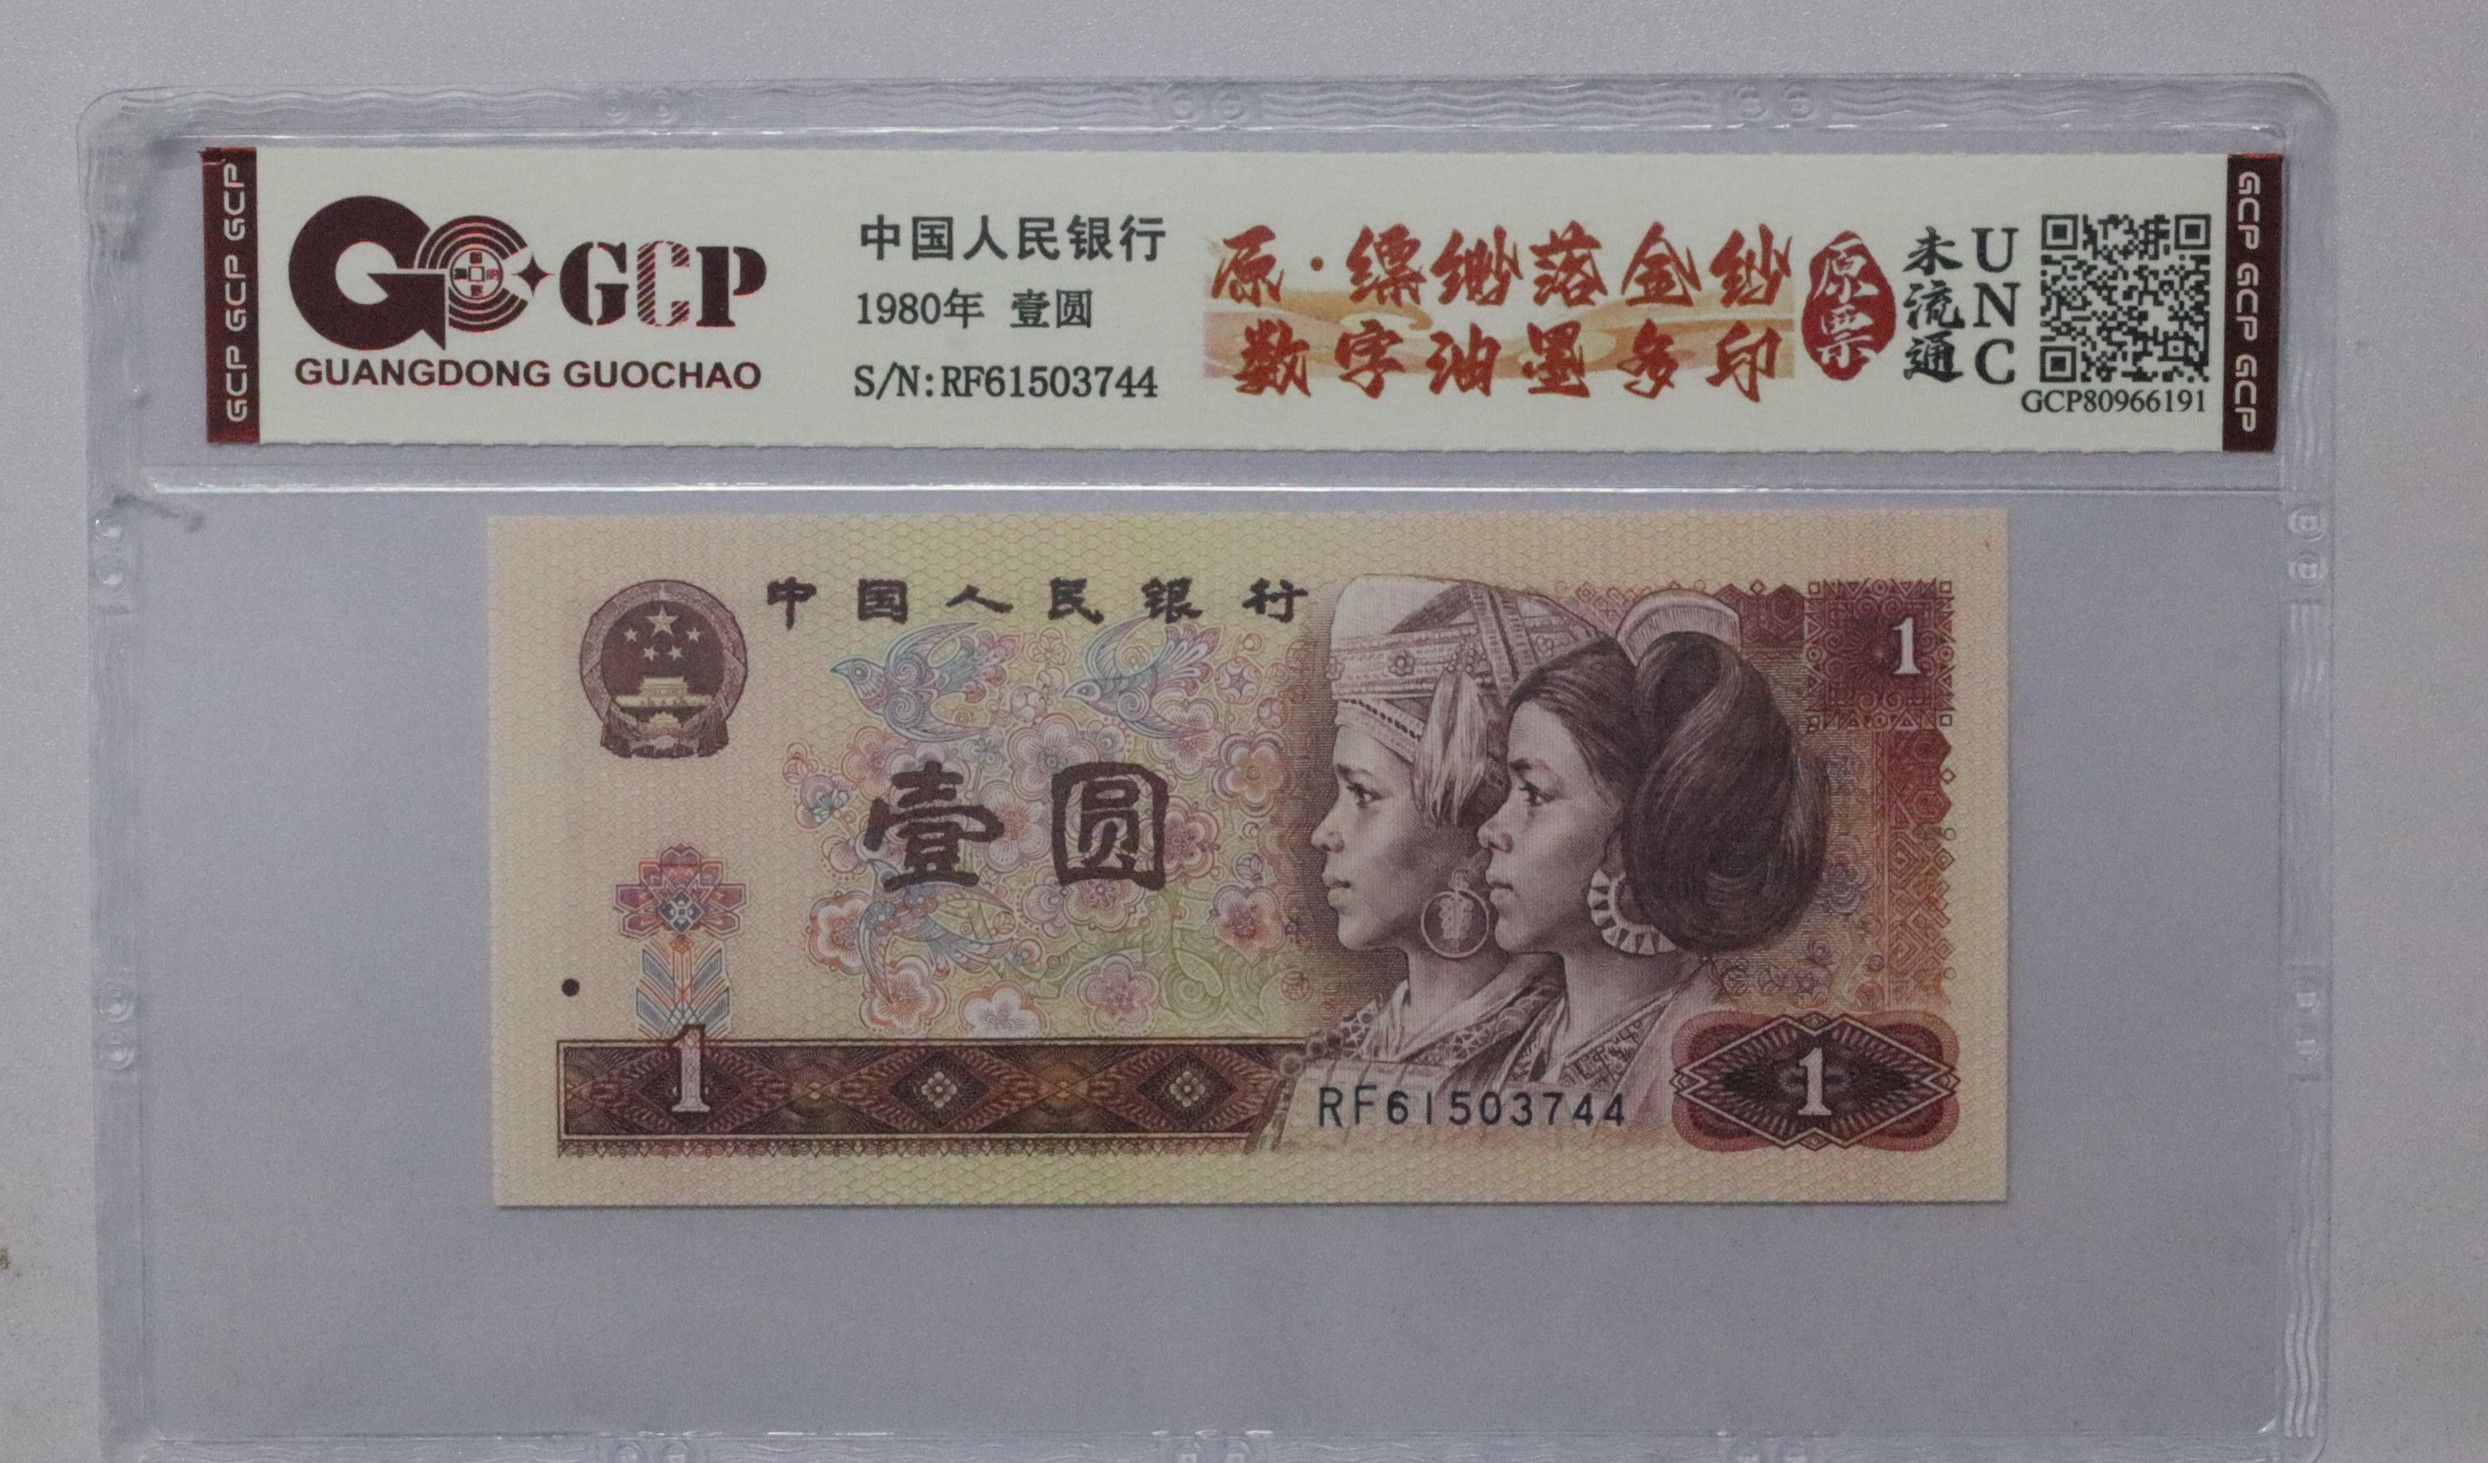 GCP GCP GCP
GCP
GUANGDONG GUOCHAO
中国人民银行
1980年 壹圆
S/N:RF61503744
原·缥缈落金纱
数字油墨多印
原票
未流通
UNC
GCP80966191
GCP GCP GCP
中国人民银行
1
壹圆
1
1
RF61503744